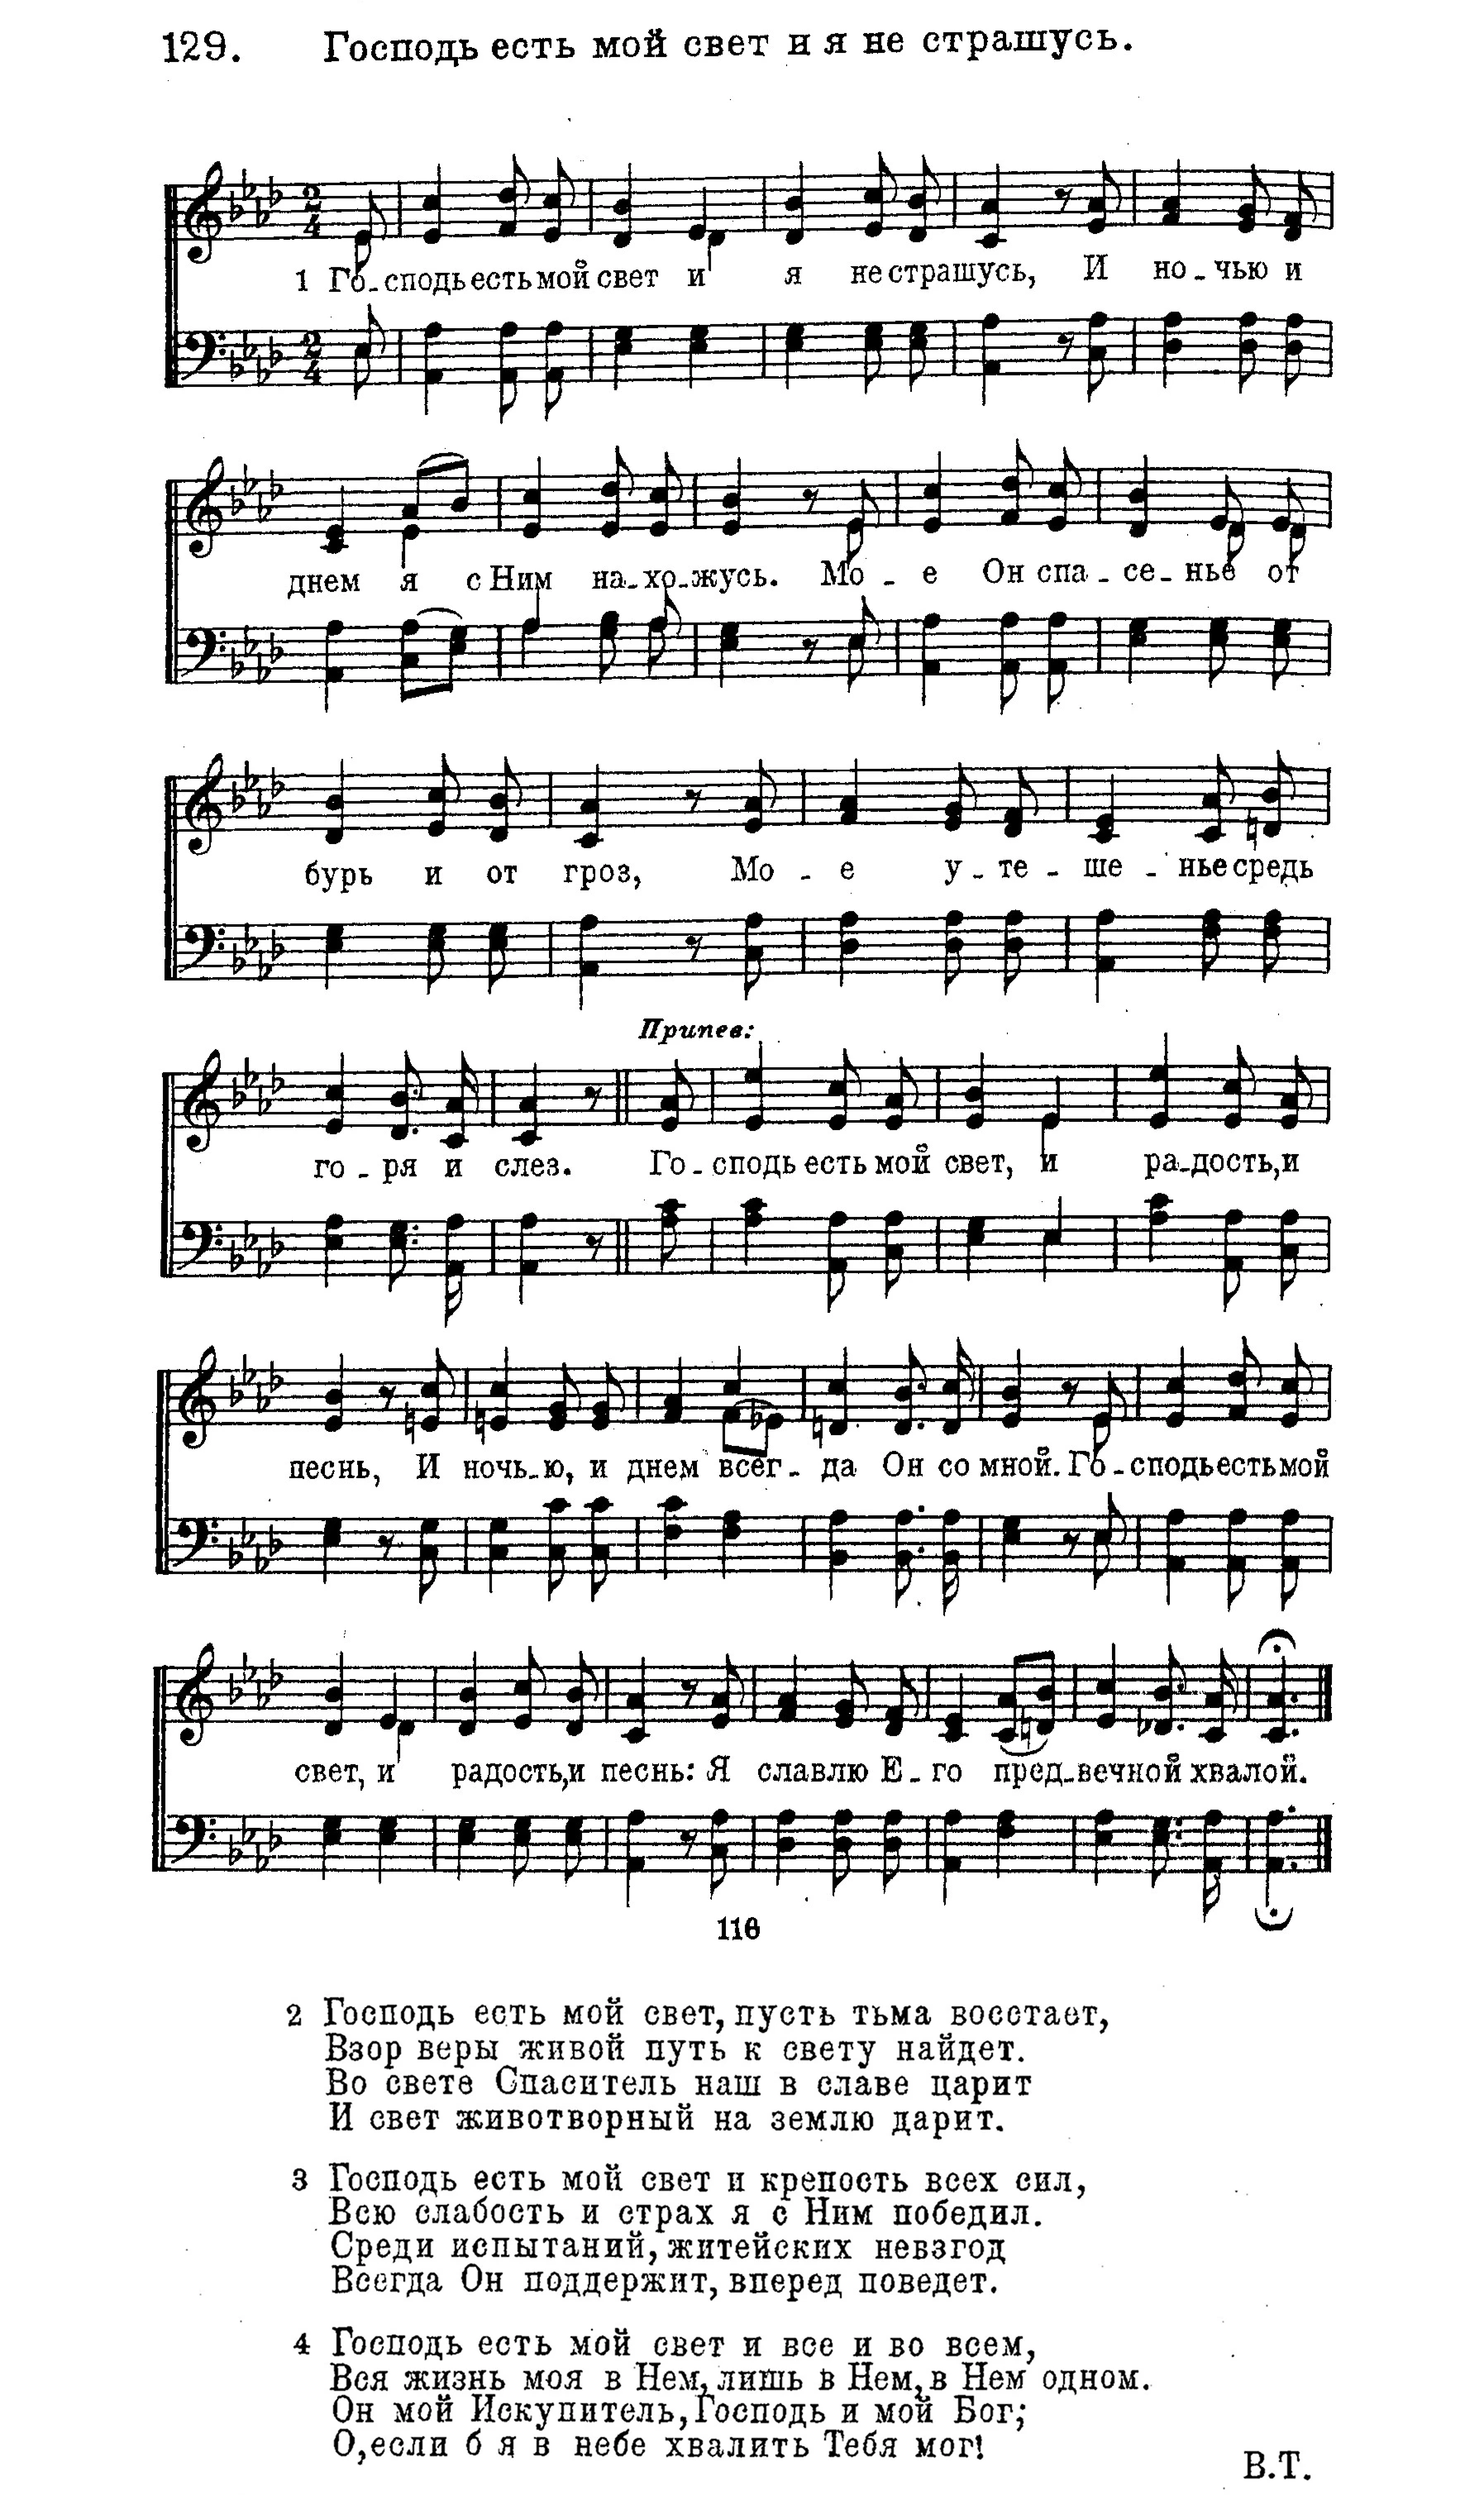 129. Господь есть мой свет и я не страшусь.
1 Го-сподь есть мой свет и я не страшусь, И но-чью и
днем я с Ним на-хо-жусь. Мо-е Он спа-се-нье от
бурь и от гроз, Мо-е у-те-ше-нье средь
Припев:
го-ря и слез. Го-сподь есть мой свет, и ра-дость, и
песнь, И ночь-ю, и днем всег-да Он со мной. Го-сподь есть мой
свет, и радость, и песнь: Я славлю Е-го пред-вечной хвалой.
116
2 Господь есть мой свет, пусть тьма восстает,
Взор веры живой путь к свету найдет.
Во свете Спаситель наш в славе царит
И свет животворный на землю дарит.
3 Господь есть мой свет и крепость всех сил,
Всю слабость и страх я с Ним победил.
Среди испытаний, житейских невзгод
Всегда Он поддержит, вперед поведет.
4 Господь есть мой свет и все и во всем,
Вся жизнь моя в Нем, лишь в Нем, в Нем одном.
Он мой Искупитель, Господь и мой Бог;
О, если б я в небе хвалить Тебя мог!
В.Т.